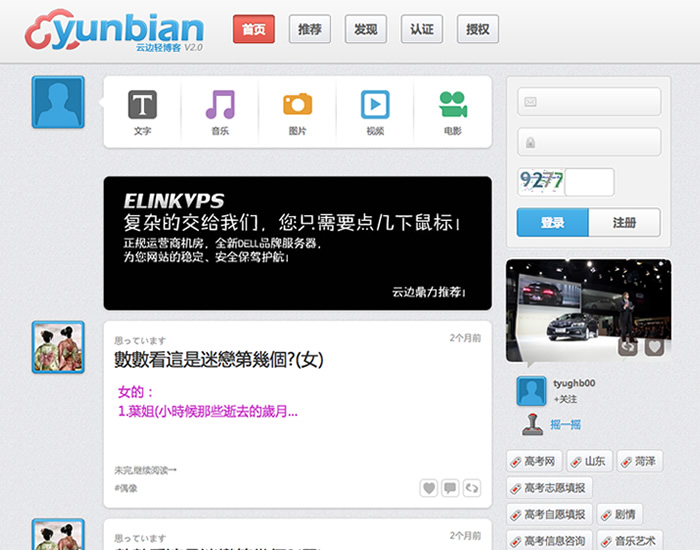 yunbian
云边轻博客 V2.0
首页 推荐 发现 认证 授权
文字 音乐 图片 视频 电影
9277
登录 注册
ELINKVPS
复杂的交给我们，您只需要点几下鼠标!
正规运营商机房，全新DELL品牌服务器，
为您网站的稳定、安全保驾护航!
云边鼎力推荐!
思っています 2个月前
數數看這是迷戀第幾個?(女)
女的：
1.葉姐(小時候那些逝去的歲月...
未完,继续阅读→
#偶像
思っています 2个月前
tyughb00
+关注
摇一摇
高考网 山东 菏泽
高考志愿填报
高考自愿填报 剧情
高考信息咨询 音乐艺术